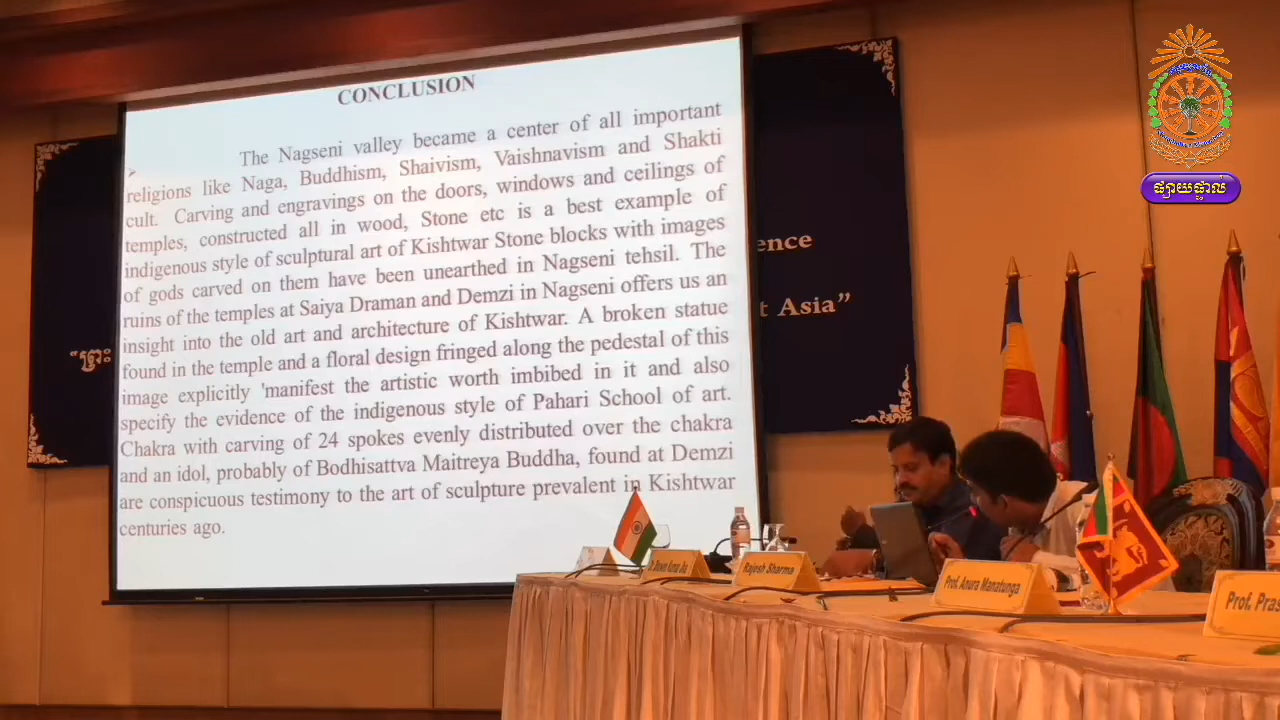 CONCLUSION
The Nagseni valley became a center of all important
religions like Naga, Buddhism, Shaivism, Vaishnavism and Shakti
cult. Carving and engravings on the doors, windows and ceilings of
temples, constructed all in wood, Stone etc is a best example of
indigenous style of sculptural art of Kishtwar Stone blocks with images
of gods carved on them have been unearthed in Nagseni tehsil. The
ruins of the temples at Saiya Draman and Demzi in Nagseni offers us an
insight into the old art and architecture of Kishtwar. A broken statue
found in the temple and a floral design fringed along the pedestal of this
image explicitly 'manifest the artistic worth imbibed in it and also
specify the evidence of the indigenous style of Pahari School of art.
Chakra with carving of 24 spokes evenly distributed over the chakra
and an idol, probably of Bodhisattva Maitreya Buddha, found at Demzi
are conspicuous testimony to the art of sculpture prevalent in Kishtwar
centuries ago.
ence
t Asia”
“ព្រះ
ផ្សាយផ្ទាល់
Rajesh Sharma
Prof. Anura Manatunga
Prof. Pras